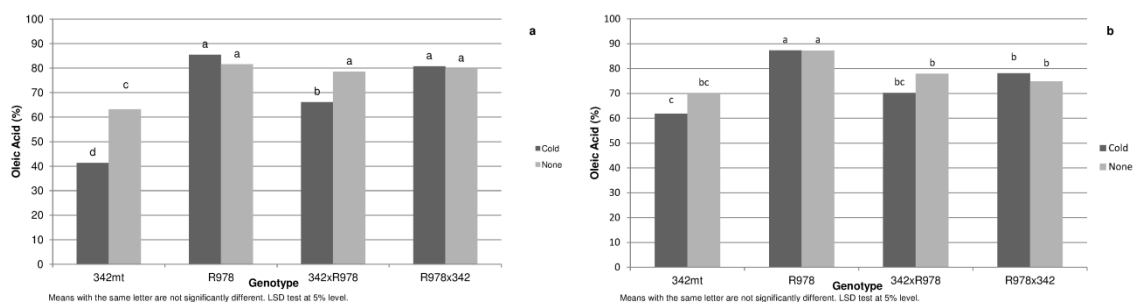 a
100
90
80
70
60
50
40
30
20
10
0
Oleic Acid (%)
d c a a b a a a
Cold
None
342mt R978 342xR978 R978x342
Genotype
Means with the same letter are not significantly different. LSD test at 5% level.
b
100
90
80
70
60
50
40
30
20
10
0
Oleic Acid (%)
c bc a a bc b b b
Cold
None
342mt R978 342xR978 R978x342
Genotype
Means with the same letter are not significantly different. LSD test at 5% level.